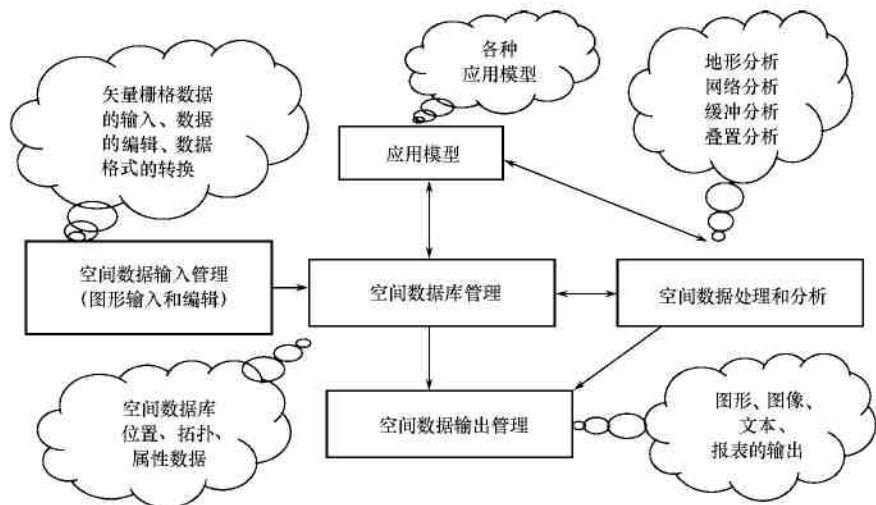 各种
应用模型
地形分析
网络分析
缓冲分析
叠置分析
矢量栅格数据
的输入、数据
的编辑、数据
格式的转换
应用模型
空间数据输入管理
(图形输入和编辑)
空间数据库管理
空间数据处理和分析
空间数据库
位置、拓扑、
属性数据
空间数据输出管理
图形、图像、
文本、
报表的输出